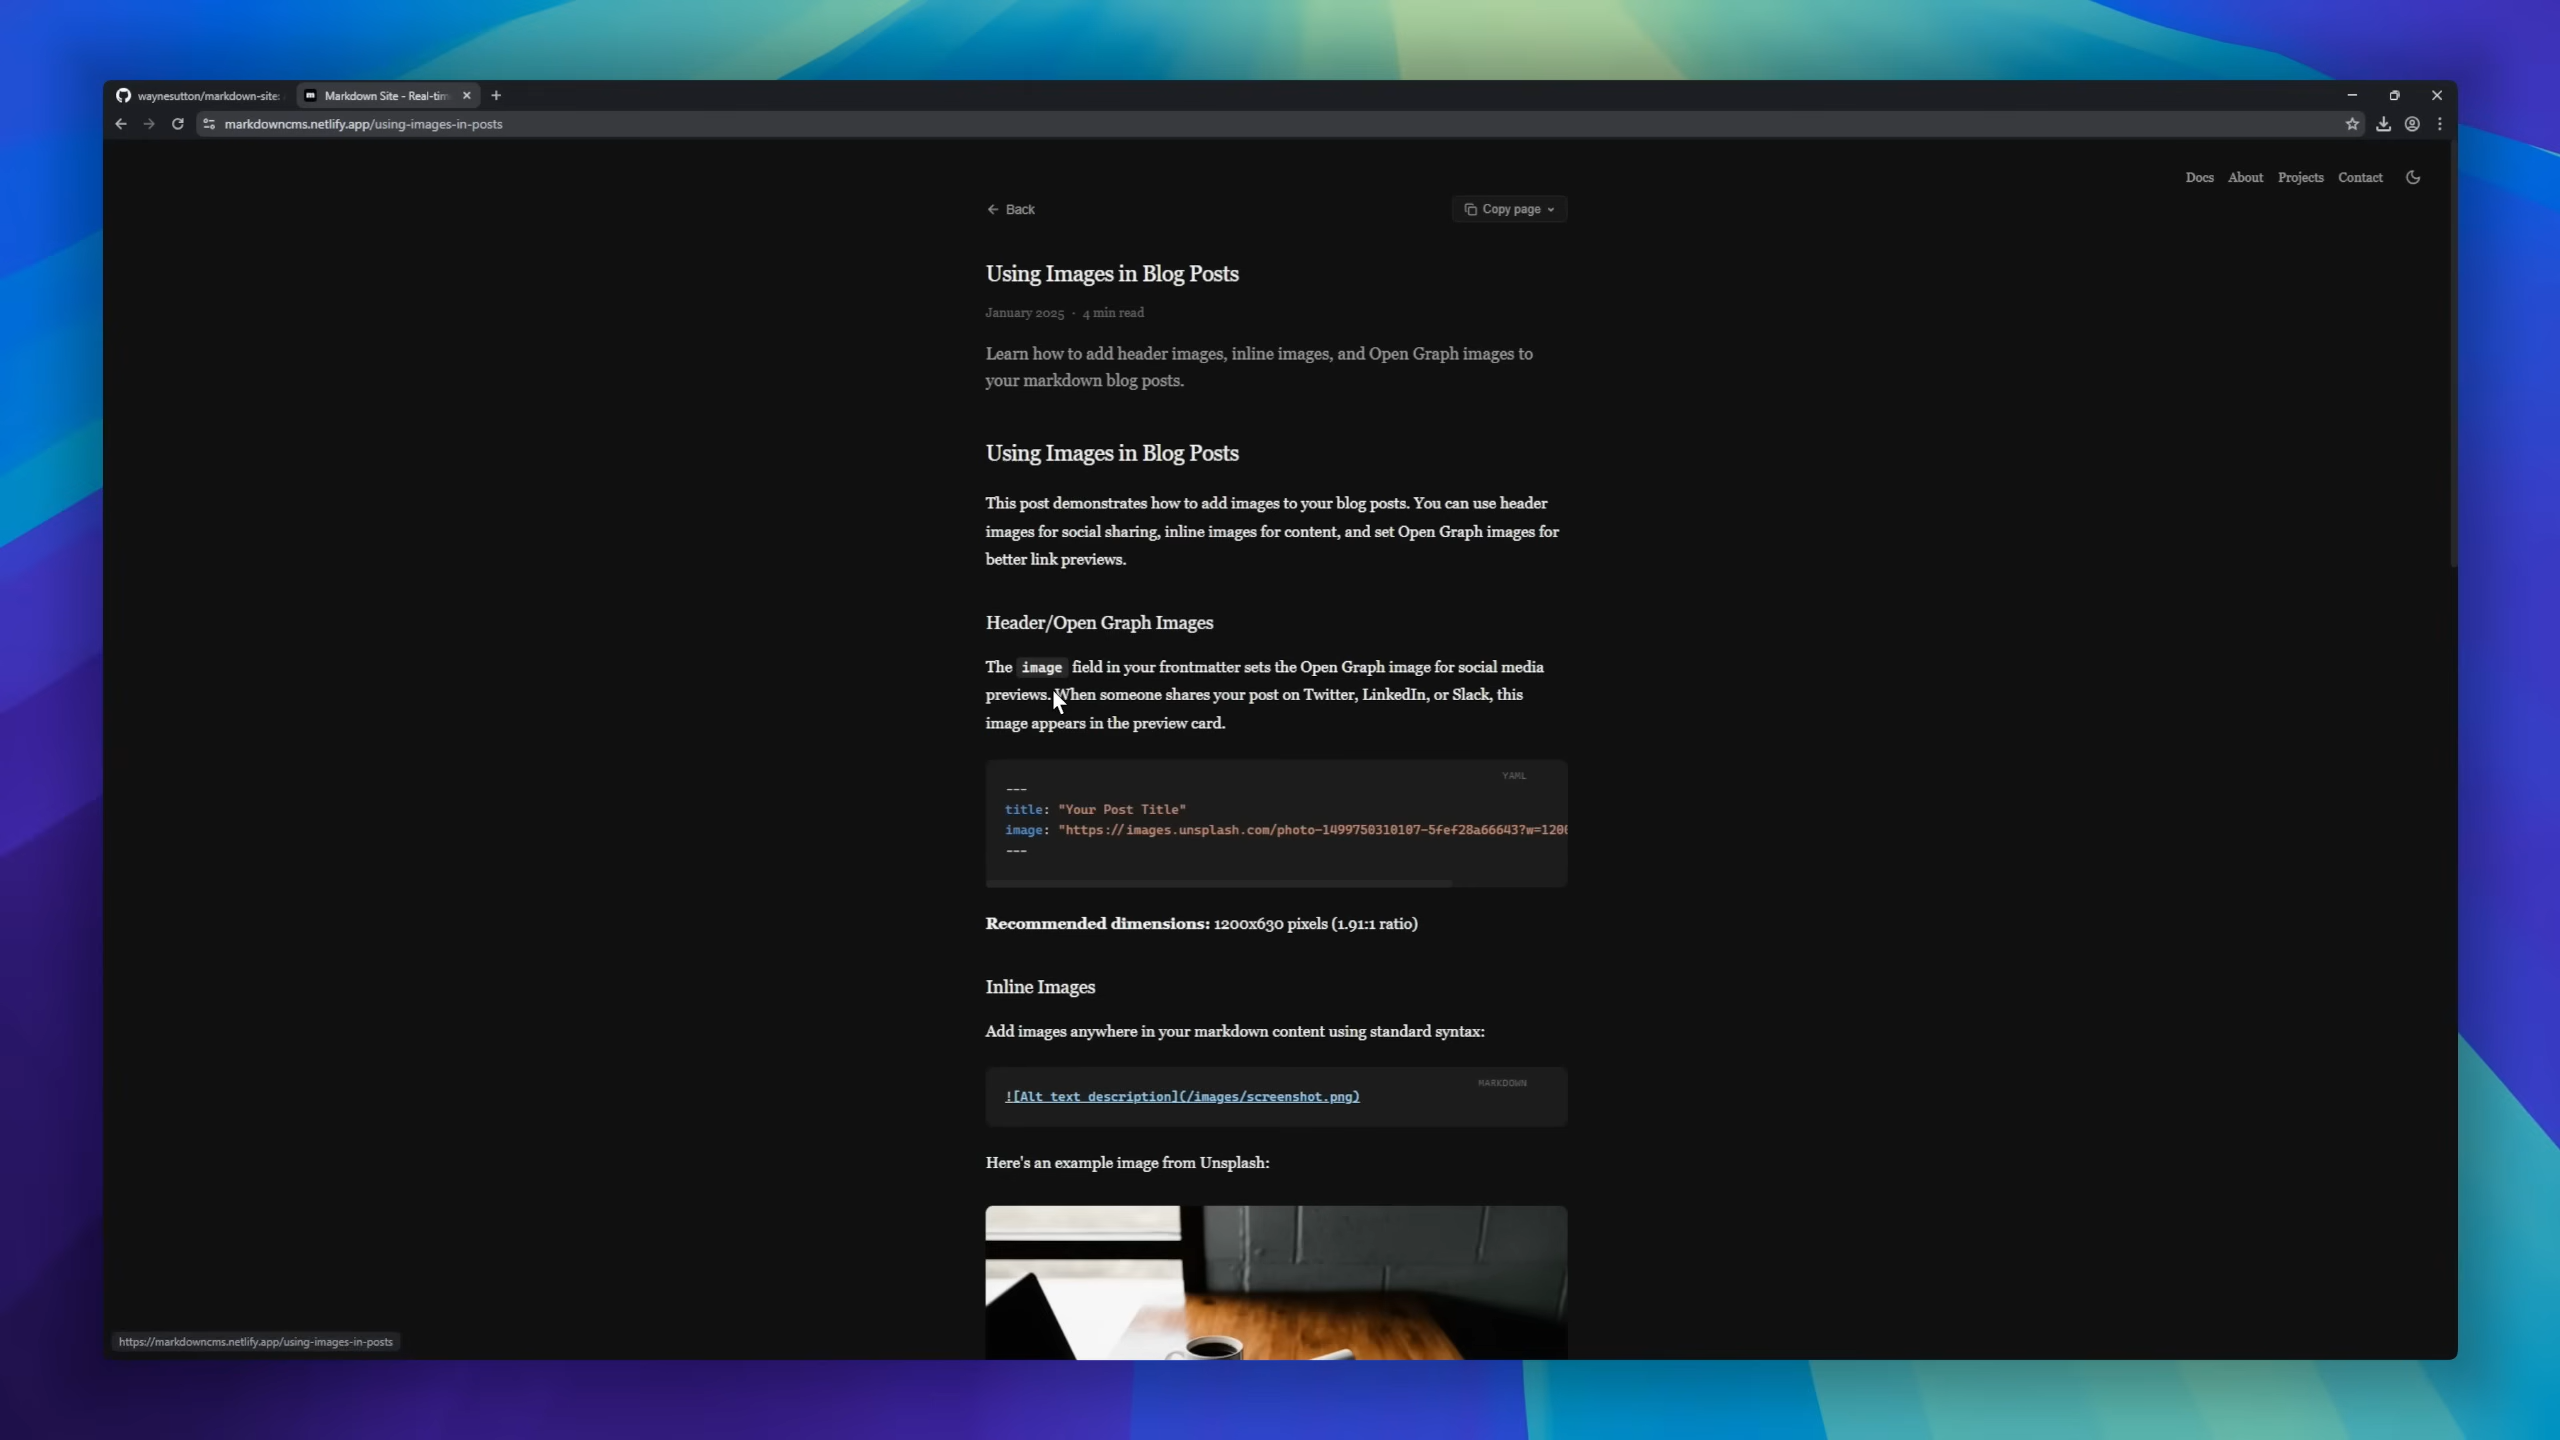 waynesutton/markdown-site:
Markdown Site - Real-tim
markdowncms.netlify.app/using-images-in-posts
Docs About Projects Contact
Back
Copy page
Using Images in Blog Posts
January 2025 · 4 min read
Learn how to add header images, inline images, and Open Graph images to
your markdown blog posts.
Using Images in Blog Posts
This post demonstrates how to add images to your blog posts. You can use header
images for social sharing, inline images for content, and set Open Graph images for
better link previews.
Header/Open Graph Images
The image field in your frontmatter sets the Open Graph image for social media
previews. When someone shares your post on Twitter, LinkedIn, or Slack, this
image appears in the preview card.
YAML
---
title: "Your Post Title"
image: "https://images.unsplash.com/photo-1499750310107-5fef28a66643?w=1200
---
Recommended dimensions: 1200x630 pixels (1.91:1 ratio)
Inline Images
Add images anywhere in your markdown content using standard syntax:
MARKDOWN
![Alt text description](/images/screenshot.png)
Here's an example image from Unsplash:
https://markdowncms.netlify.app/using-images-in-posts